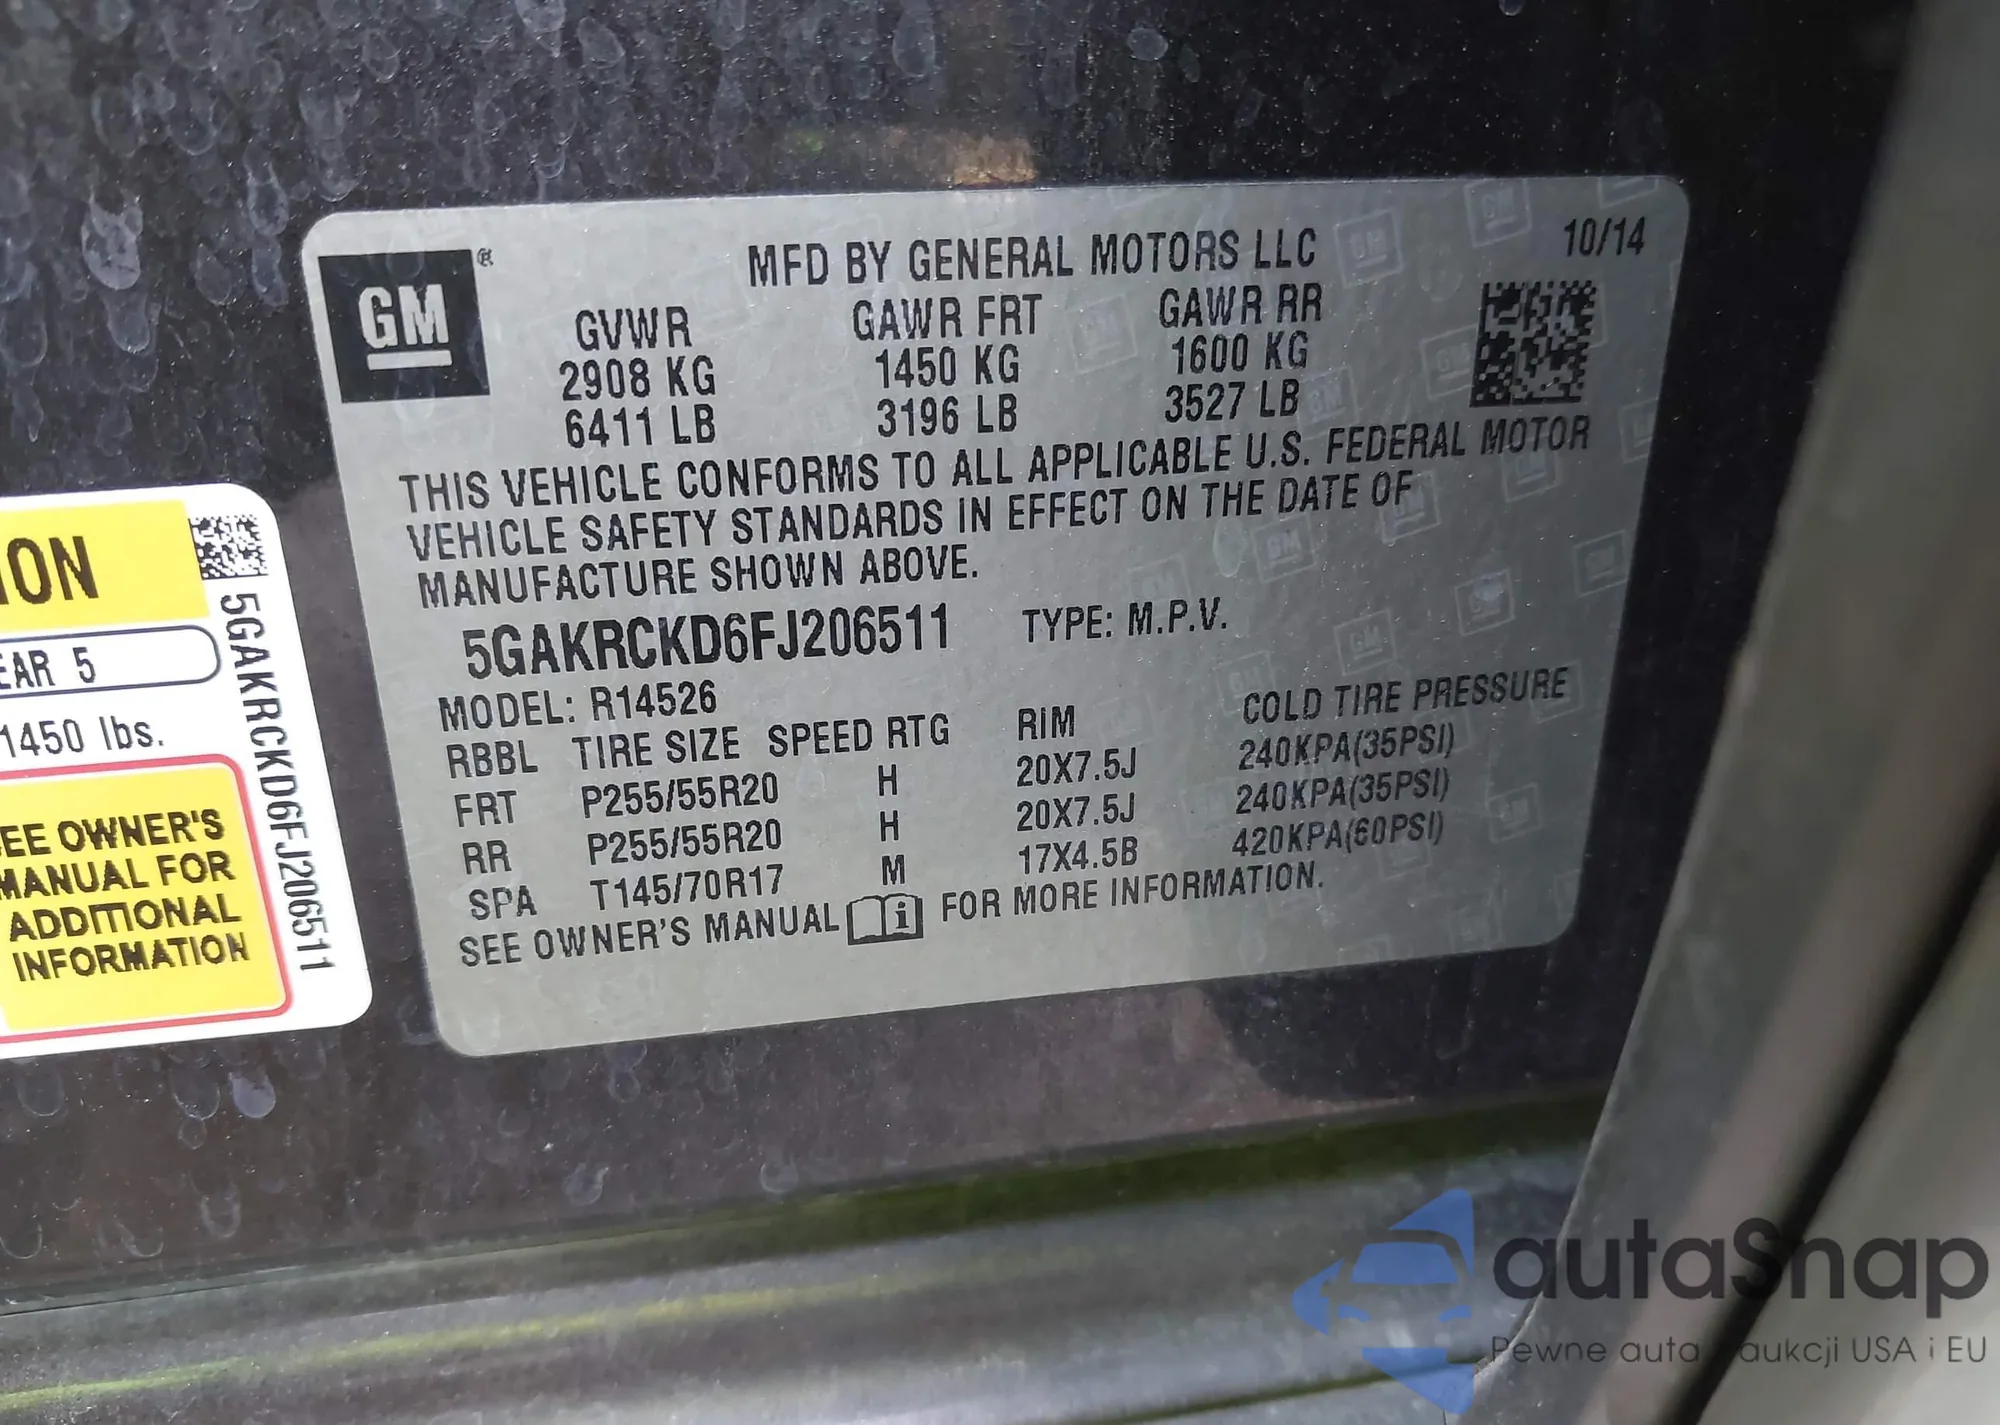 GM
®
MFD BY GENERAL MOTORS LLC
10/14
GVWR GAWR FRT GAWR RR
2908 KG 1450 KG 1600 KG
6411 LB 3196 LB 3527 LB
THIS VEHICLE CONFORMS TO ALL APPLICABLE U.S. FEDERAL MOTOR
VEHICLE SAFETY STANDARDS IN EFFECT ON THE DATE OF
MANUFACTURE SHOWN ABOVE.
5GAKRCKD6FJ206511 TYPE: M.P.V.
MODEL: R14526
RBBL TIRE SIZE SPEED RTG RIM COLD TIRE PRESSURE
FRT P255/55R20 H 20X7.5J 240KPA(35PSI)
RR P255/55R20 H 20X7.5J 240KPA(35PSI)
SPA T145/70R17 M 17X4.5B 420KPA(60PSI)
SEE OWNER'S MANUAL i FOR MORE INFORMATION.
5
1450 lbs.
OWNER'S
MANUAL FOR
ADDITIONAL
INFORMATION
5GAKRCKD6FJ206511
autaSnap
Pewne auta aukcji USA i EU